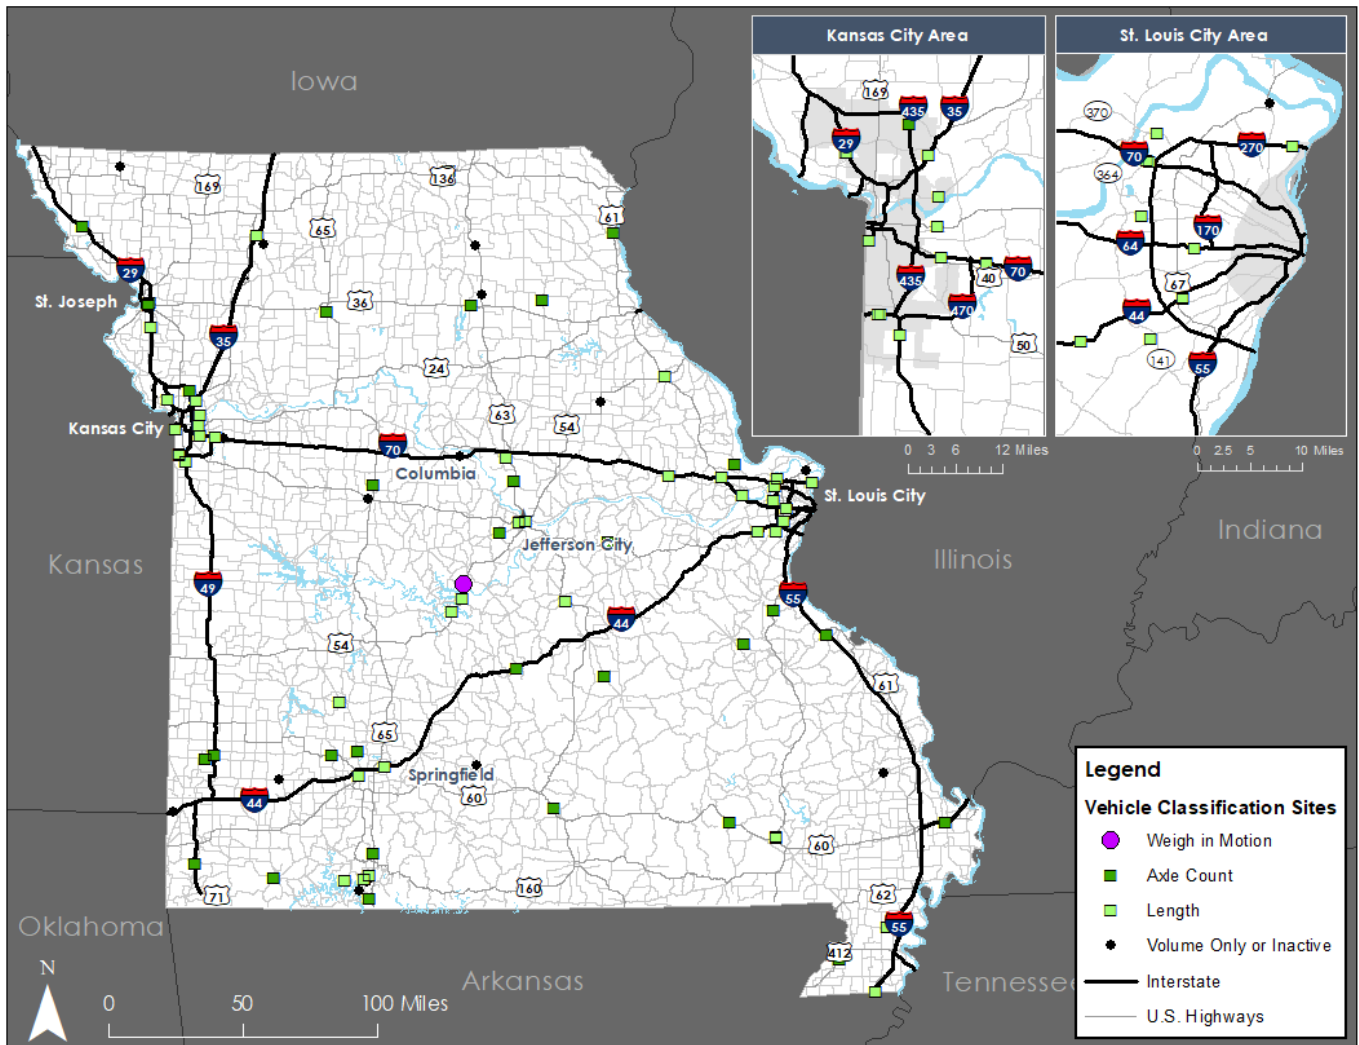 Kansas City Area
St. Louis City Area
169
435
35
29
435
40
70
470
50
0 3 6 12 Miles
370
70
270
364
170
64
67
44
141
55
0 2.5 5 10 Miles
Iowa
169
136
65
61
29
St. Joseph
36
35
24
63
54
Kansas City
70
Columbia
St. Louis City
Jefferson City
Kansas
Illinois
Indiana
49
55
44
54
61
65
Springfield
60
44
60
71
160
62
55
412
Oklahoma
Arkansas
Tennessee
N
0 50 100 Miles
Legend
Vehicle Classification Sites
Weigh in Motion
Axle Count
Length
Volume Only or Inactive
Interstate
U.S. Highways